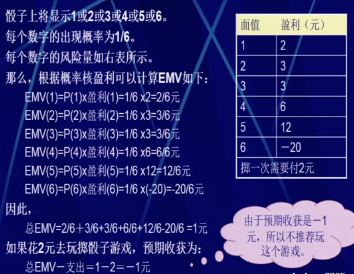 骰子上将显示1或2或3或4或5或6。
每个数字的出现概率为1/6。
每个数字的风险量如右表所示。
那么，根据概率核盈利可以计算EMV如下：
EMV(1)=P(1)x盈利(1)=1/6 x2=2/6元
EMV(2)=P(2)x盈利(2)=1/6 x3=3/6元
EMV(3)=P(3)x盈利(3)=1/6 x3=3/6元
EMV(4)=P(4)x盈利(4)=1/6 x6=6/6元
EMV(5)=P(5)x盈利(5)=1/6 x12=12/6元
EMV(6)=P(6)x盈利(6)=1/6 x(-20)=-20/6元
因此，
总EMV=2/6＋3/6+3/6+6/6+12/6-20/6 =1元
如果花2元去玩掷骰子游戏，预期收获为：
总EMV－支出＝1－2＝－1元
面值 盈利（元）
1 2
2 3
3 3
4 6
5 12
6 －20
掷一次需要付2元
由于预期收获是－1
元，所以不推荐玩
这个游戏。